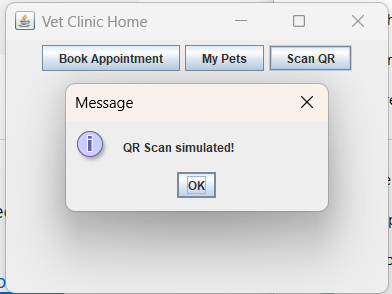 Vet Clinic Home
Book Appointment My Pets Scan QR
Message
QR Scan simulated!
OK